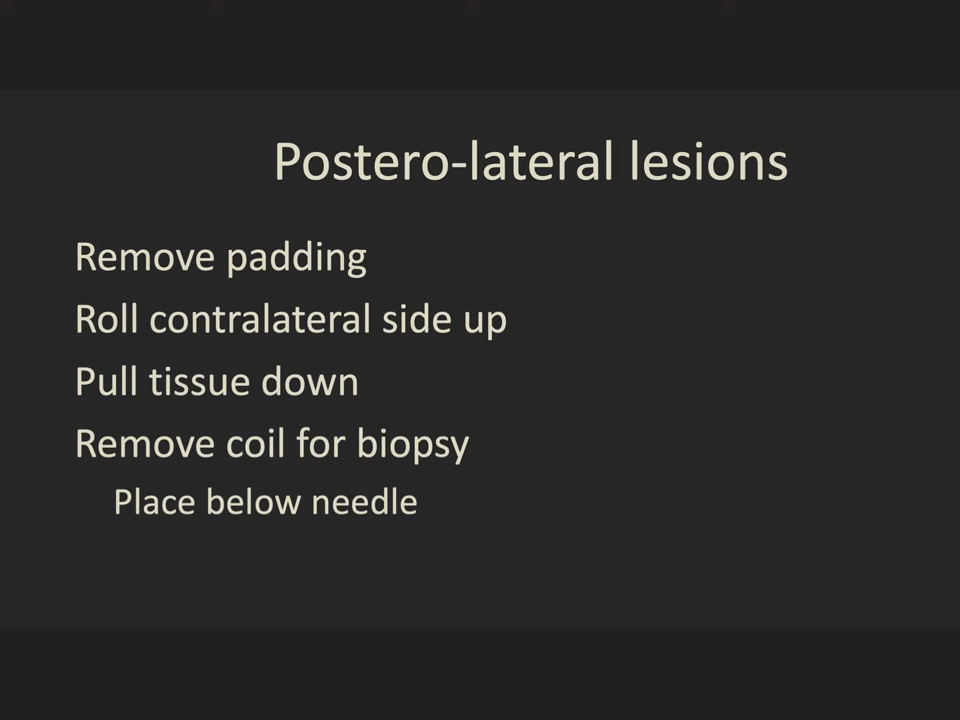 Postero-lateral lesions
Remove padding
Roll contralateral side up
Pull tissue down
Remove coil for biopsy
Place below needle